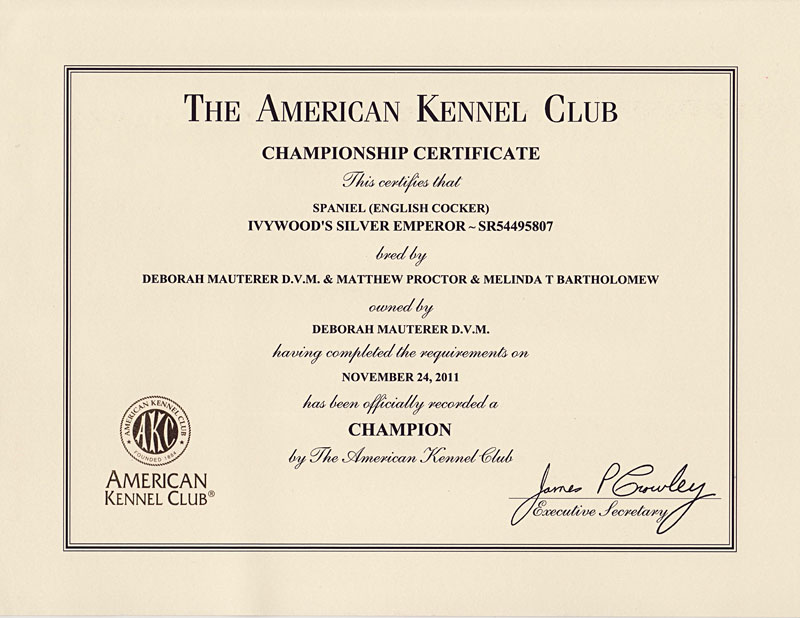 THE AMERICAN KENNEL CLUB
CHAMPIONSHIP CERTIFICATE
This certifies that
SPANIEL (ENGLISH COCKER)
IVYWOOD'S SILVER EMPEROR ~ SR54495807
bred by
DEBORAH MAUTERER D.V.M. & MATTHEW PROCTOR & MELINDA T BARTHOLOMEW
owned by
DEBORAH MAUTERER D.V.M.
having completed the requirements on
NOVEMBER 24, 2011
has been officially recorded a
CHAMPION
by The American Kennel Club
AMERICAN KENNEL CLUB
AKC
FOUNDED 1884
AMERICAN
KENNEL CLUB®
James P Crowley
Executive Secretary